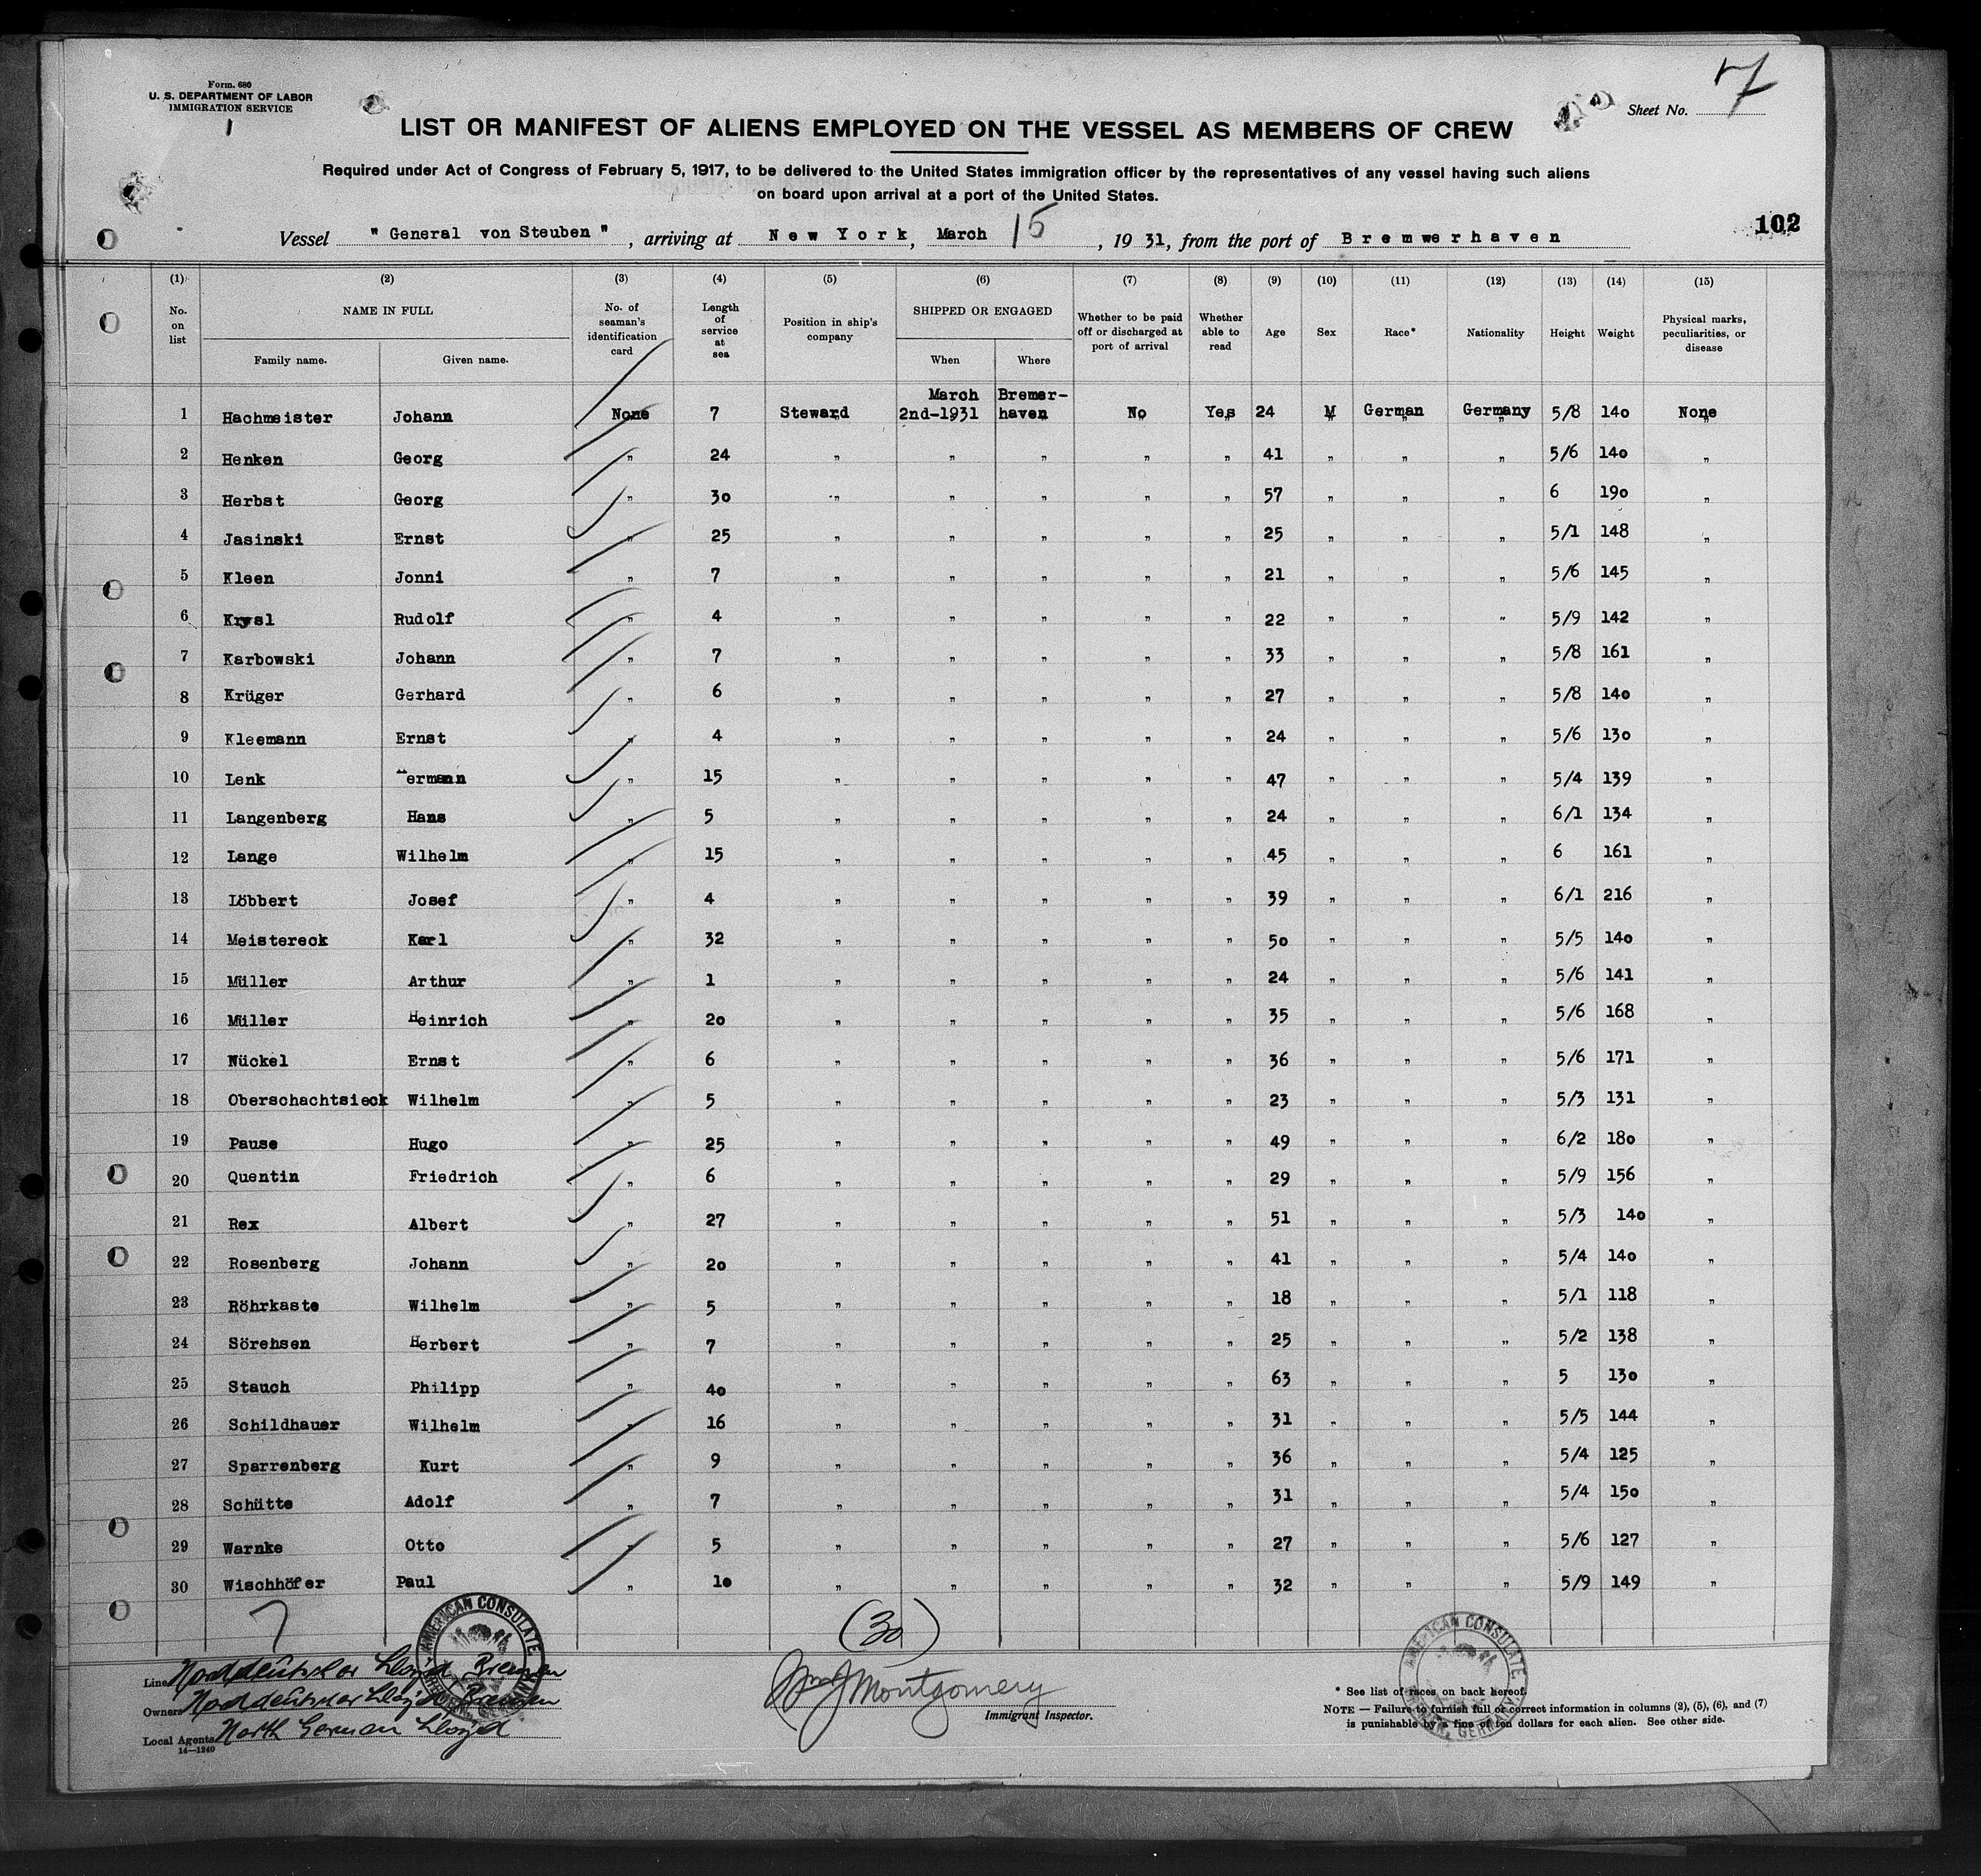 Form. 680
U. S. DEPARTMENT OF LABOR
IMMIGRATION SERVICE
1
Sheet No. 7
LIST OR MANIFEST OF ALIENS EMPLOYED ON THE VESSEL AS MEMBERS OF CREW
Required under Act of Congress of February 5, 1917, to be delivered to the United States immigration officer by the representatives of any vessel having such aliens
on board upon arrival at a port of the United States.
102
Vessel " General von Steuben " , arriving at New York, March 15 , 19 31, from the port of Bremwerhaven
(1) (2) (3) (4) (5) (6) (7) (8) (9) (10) (11) (12) (13) (14) (15)
No. on list NAME IN FULL Family name. Given name. No. of seaman's identification card Length of service at sea Position in ship's company SHIPPED OR ENGAGED When Where Whether to be paid off or discharged at port of arrival Whether able to read Age Sex Race* Nationality Height Weight Physical marks, peculiarities, or disease
1 Hachmeister Johann None 7 Steward March 2nd-1931 Bremer-haven No Yes 24 M German Germany 5/8 140 None
2 Henken Georg " 24 " " " " " 41 " " " 5/6 140 "
3 Herbst Georg " 30 " " " " " 57 " " " 6 190 "
4 Jasinski Ernst " 25 " " " " " 25 " " " 5/1 148 "
5 Kleen Jonni " 7 " " " " " 21 " " " 5/6 145 "
6 Krysl Rudolf " 4 " " " " " 22 " " " 5/9 142 "
7 Karbowski Johann " 7 " " " " " 33 " " " 5/8 161 "
8 Krüger Gerhard " 6 " " " " " 27 " " " 5/8 140 "
9 Kleemann Ernst " 4 " " " " " 24 " " " 5/6 130 "
10 Lenk Hermann " 15 " " " " " 47 " " " 5/4 139 "
11 Langenberg Hans " 5 " " " " " 24 " " " 6/1 134 "
12 Lange Wilhelm " 15 " " " " " 45 " " " 6 161 "
13 Löbbert Josef " 4 " " " " " 39 " " " 6/1 216 "
14 Meistereck Karl " 32 " " " " " 50 " " " 5/5 140 "
15 Müller Arthur " 1 " " " " " 24 " " " 5/6 141 "
16 Müller Heinrich " 20 " " " " " 35 " " " 5/6 168 "
17 Nückel Ernst " 6 " " " " " 36 " " " 5/6 171 "
18 Oberschachtsieck Wilhelm " 5 " " " " " 23 " " " 5/3 131 "
19 Pause Hugo " 25 " " " " " 49 " " " 6/2 180 "
20 Quentin Friedrich " 6 " " " " " 29 " " " 5/9 156 "
21 Rex Albert " 27 " " " " " 51 " " " 5/3 140 "
22 Rosenberg Johann " 20 " " " " " 41 " " " 5/4 140 "
23 Röhrkaste Wilhelm " 5 " " " " " 18 " " " 5/1 118 "
24 Sörehsen Herbert " 7 " " " " " 25 " " " 5/2 138 "
25 Stauch Philipp " 40 " " " " " 63 " " " 5 130 "
26 Schildhauer Wilhelm " 16 " " " " " 31 " " " 5/5 144 "
27 Sparrenberg Kurt " 9 " " " " " 36 " " " 5/4 125 "
28 Schütte Adolf " 7 " " " " " 31 " " " 5/4 150 "
29 Warnke Otto " 5 " " " " " 27 " " " 5/6 127 "
30 Wischhöfer Paul " 10 " " " " " 32 " " " 5/9 149 "
7
(30)
AMERICAN CONSULATE BREMEN, GERMANY
AMERICAN CONSULATE BREMEN, GERMANY
Line Norddeutscher Lloyd Bremen
Owners Norddeutscher Lloyd Bremen
Local Agents North German Lloyd
14—1240
Montgomery
Immigrant Inspector.
* See list of races on back hereof.
NOTE — Failure to furnish full or correct information in columns (2), (5), (6), and (7)
is punishable by a fine of ten dollars for each alien. See other side.